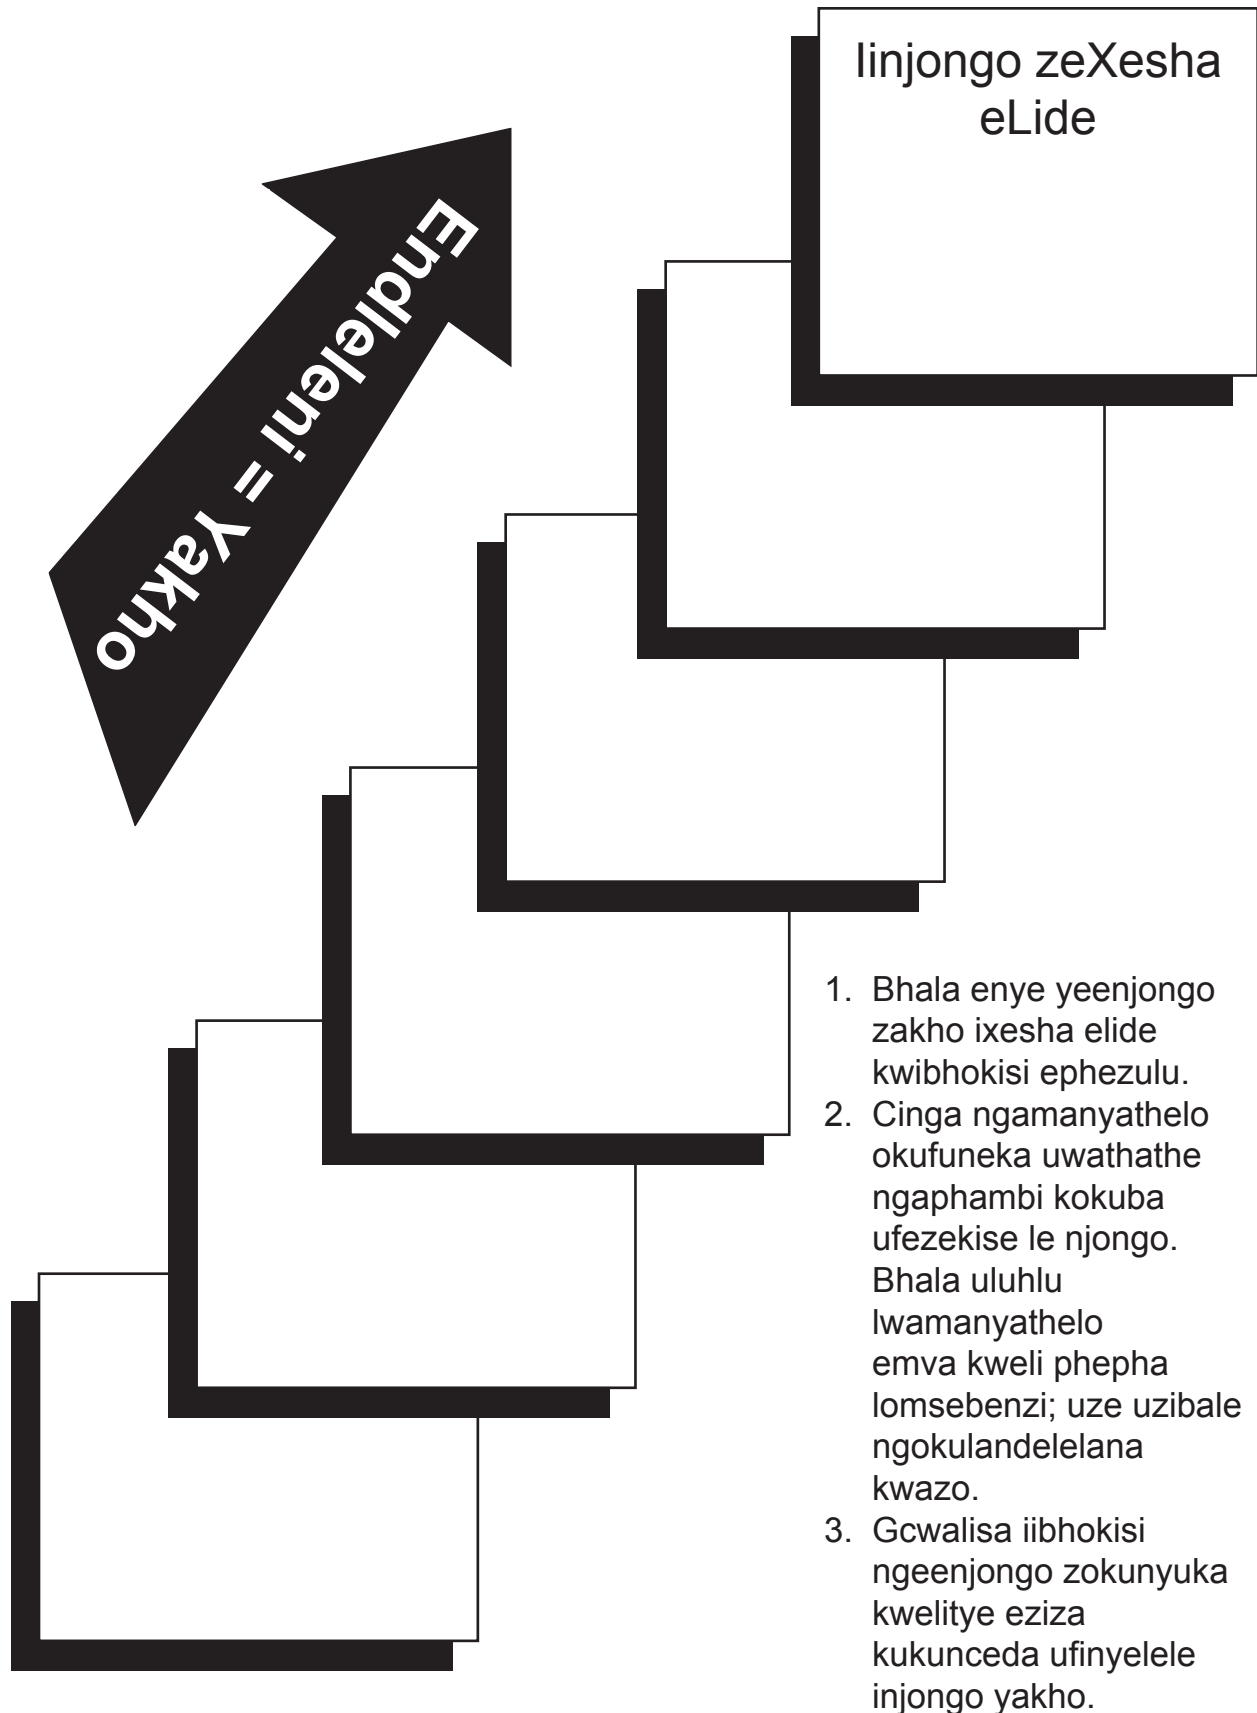 Iinjongo zeXesha
eLide
Endleleni = Yakho
1. Bhala enye yeenjongo
zakho ixesha elide
kwibhokisi ephezulu.
2. Cinga ngamanyathelo
okufuneka uwathathe
ngaphambi kokuba
ufezekise le njongo.
Bhala uluhlu
lwamanyathelo
emva kweli phepha
lomsebenzi; uze uzibale
ngokulandelelana
kwazo.
3. Gcwalisa iibhokisi
ngeenjongo zokunyuka
kwelitye eziza
kukunceda ufinyelele
injongo yakho.